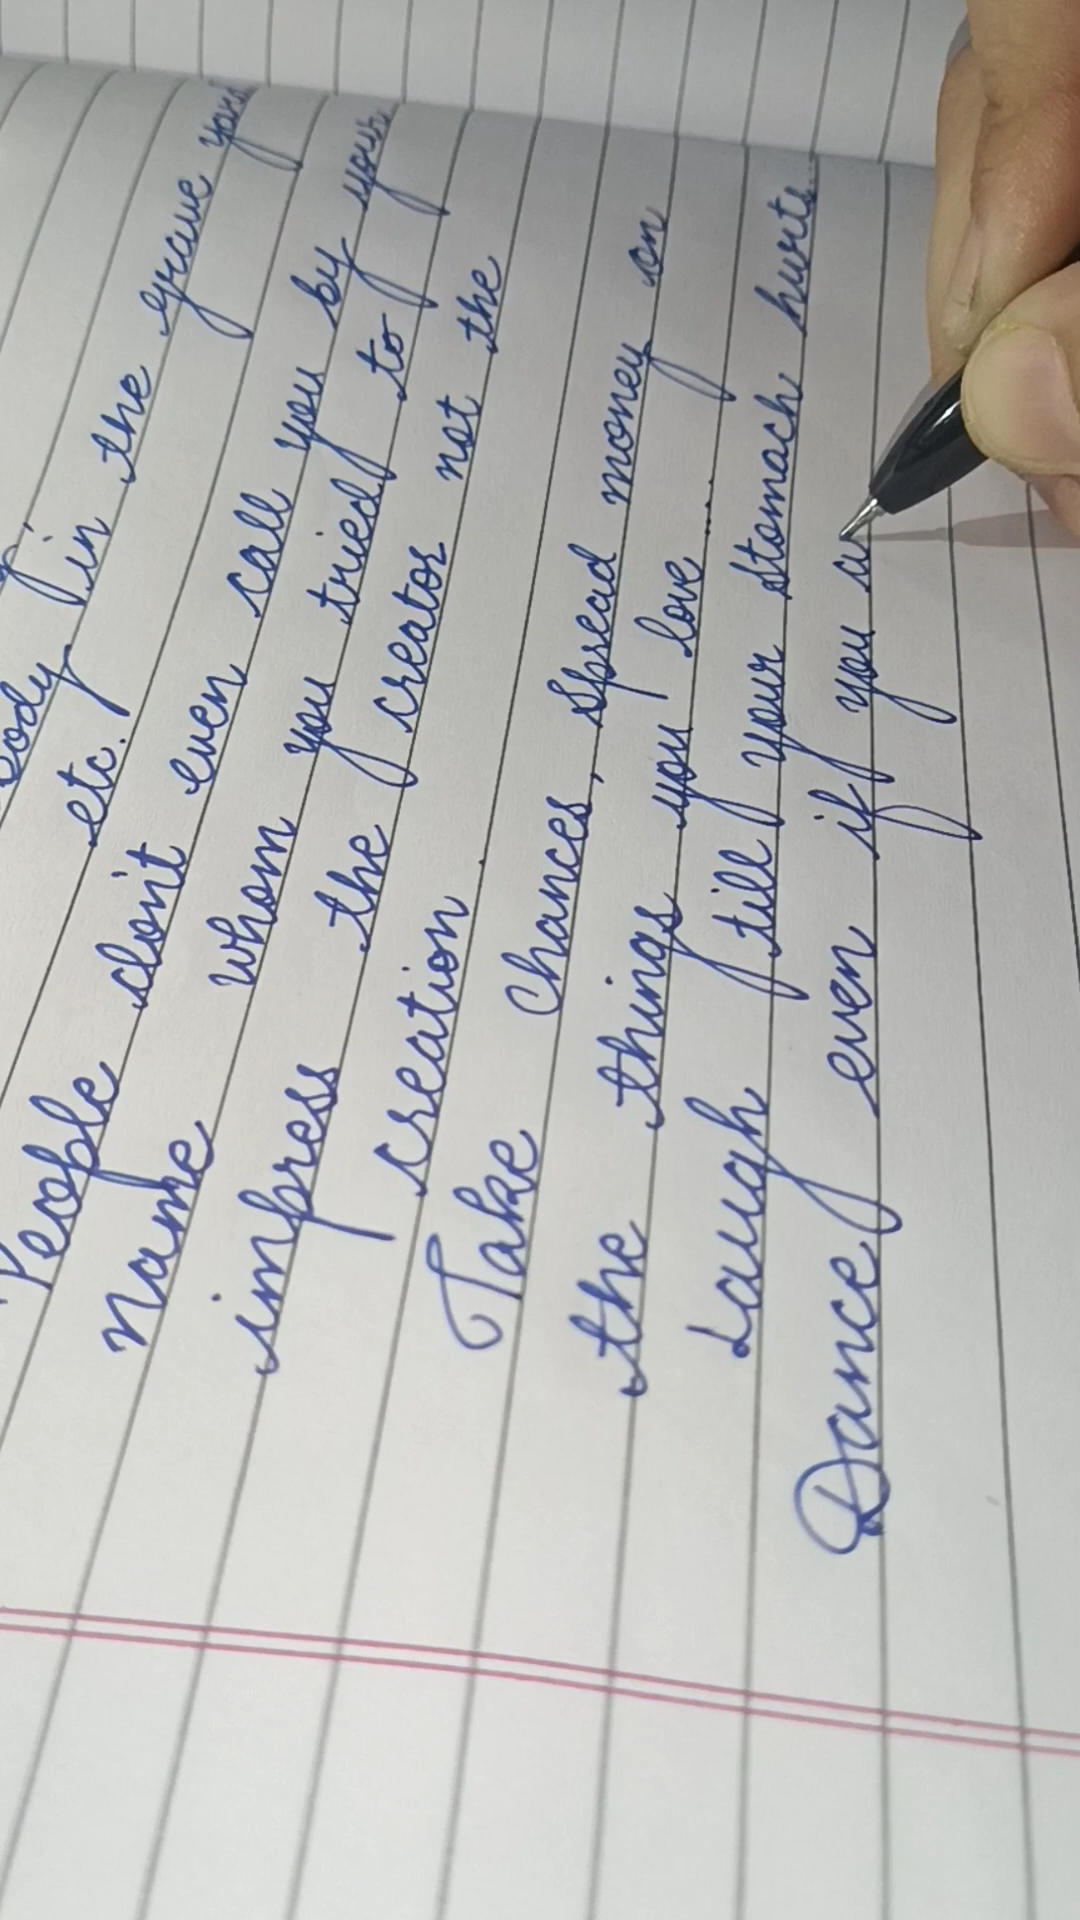 body in the grave yard
etc.
People don't even call you by your
name whom you tried to
impress the creator not the
creation.
Take chances, spread money on
the things you love ....
Laugh till your stomach hurts...
Dance even if you a